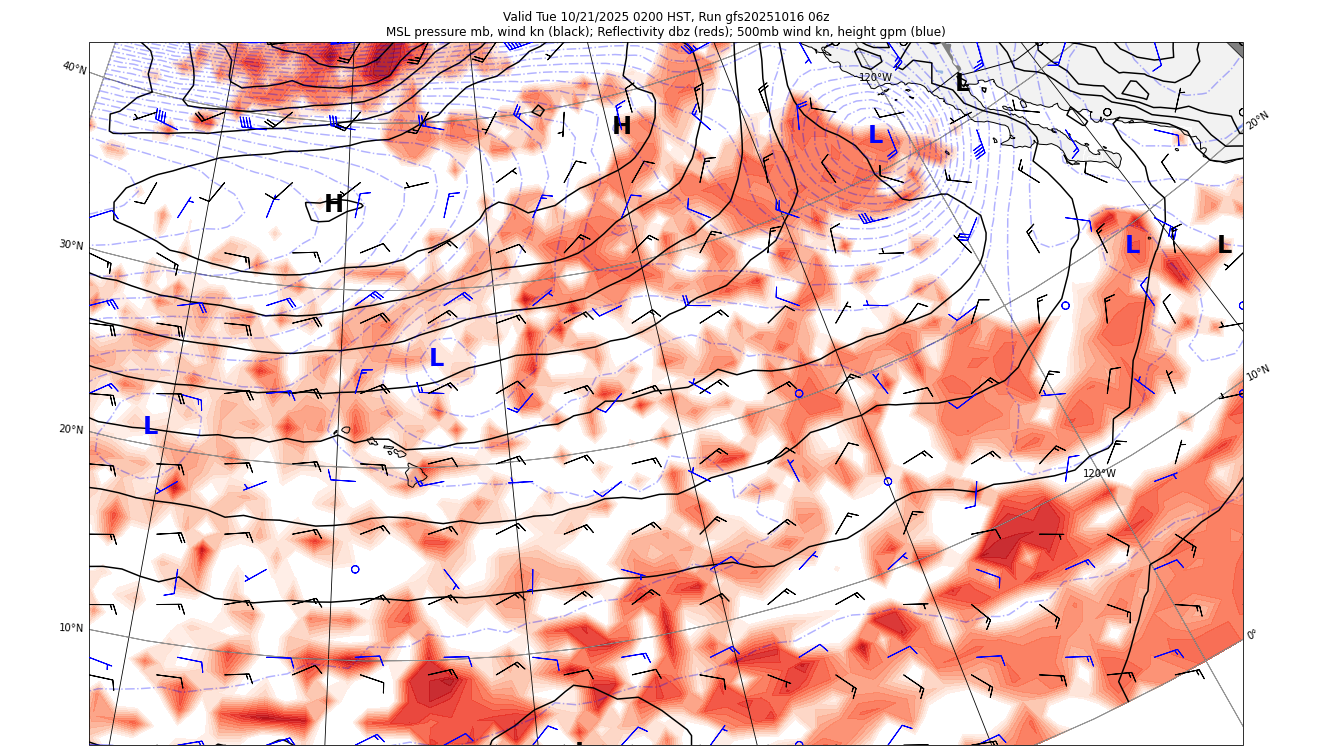 Valid Tue 10/21/2025 0200 HST, Run gfs20251016 06z
MSL pressure mb, wind kn (black); Reflectivity dbz (reds); 500mb wind kn, height gpm (blue)
40°N
120°W
L
20°N
H
L
H
30°N
L
L
L
10°N
L
20°N
120°W
10°N
0°